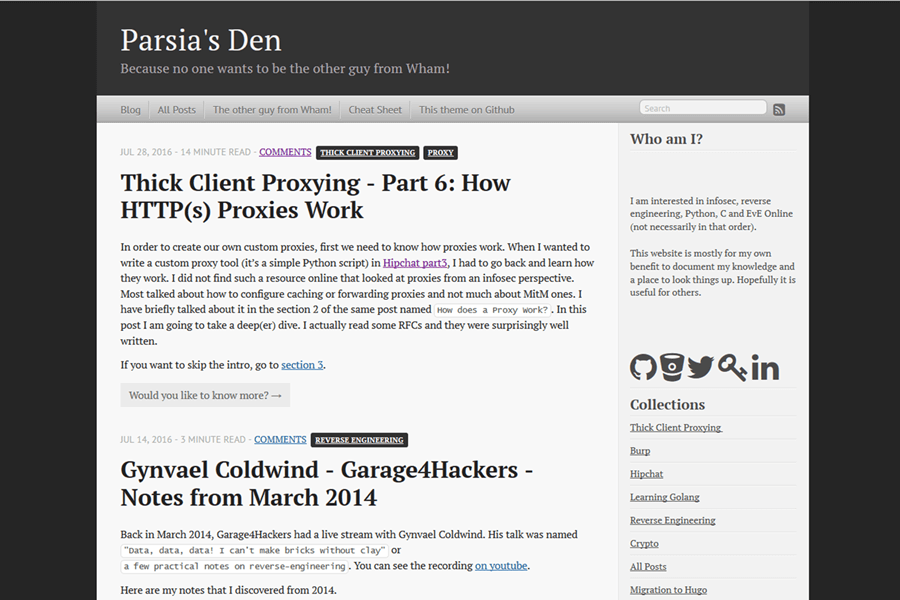 Parsia's Den
Because no one wants to be the other guy from Wham!
Blog
All Posts
The other guy from Wham!
Cheat Sheet
This theme on Github
Search
JUL 28, 2016 - 14 MINUTE READ - COMMENTS THICK CLIENT PROXYING PROXY
Thick Client Proxying - Part 6: How
HTTP(s) Proxies Work
In order to create our own custom proxies, first we need to know how proxies work. When I wanted to
write a custom proxy tool (it's a simple Python script) in Hipchat part3, I had to go back and learn how
they work. I did not find such a resource online that looked at proxies from an infosec perspective.
Most talked about how to configure caching or forwarding proxies and not much about MitM ones. I
have briefly talked about it in the section 2 of the same post named How does a Proxy Work?. In this
post I am going to take a deep(er) dive. I actually read some RFCs and they were surprisingly well
written.
If you want to skip the intro, go to section 3.
Would you like to know more? →
JUL 14, 2016 - 3 MINUTE READ - COMMENTS REVERSE ENGINEERING
Gynvael Coldwind - Garage4Hackers -
Notes from March 2014
Back in March 2014, Garage4Hackers had a live stream with Gynvael Coldwind. His talk was named
"Data, data, data! I can't make bricks without clay" or
a few practical notes on reverse-engineering. You can see the recording on youtube.
Here are my notes that I discovered from 2014.
Who am I?
I am interested in infosec, reverse
engineering, Python, C and EvE Online
(not necessarily in that order).
This website is mostly for my own
benefit to document my knowledge and
a place to look things up. Hopefully it is
useful for others.
in
Collections
Thick Client Proxying
Burp
Hipchat
Learning Golang
Reverse Engineering
Crypto
All Posts
Migration to Hugo